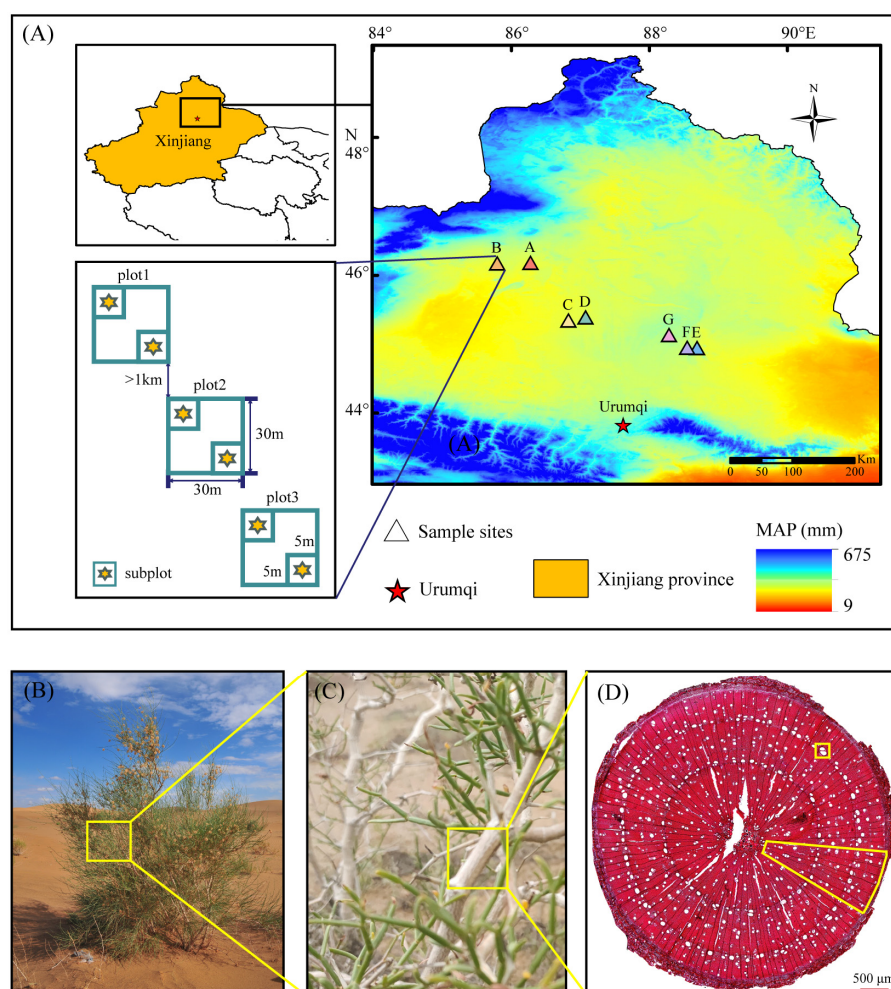 (A)
84°
86°
88°
90°E
N
Xinjiang
N
48°
46°
44°
B
A
C
D
G
FE
Urumqi
(A)
Km
0 50 100 200
plot1
>1km
plot2
30m
30m
plot3
5m
5m
subplot
Sample sites
Urumqi
Xinjiang province
MAP (mm)
675
9
(B)
(C)
(D)
500 μm